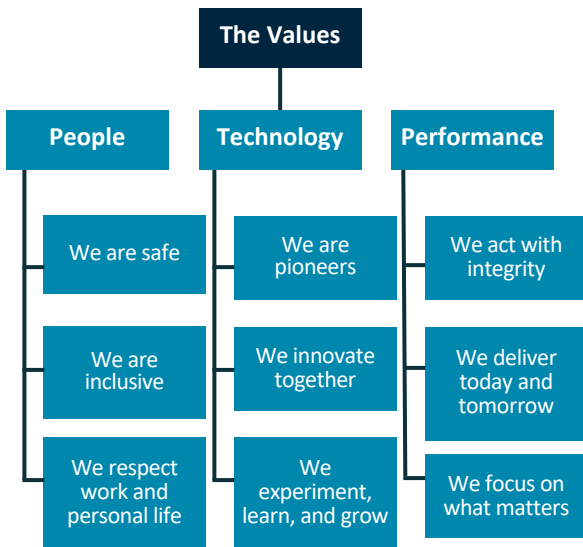 The Values
People
Technology
Performance
We are safe
We are
inclusive
We respect
work and
personal life
We are
pioneers
We innovate
together
We
experiment,
learn, and grow
We act with
integrity
We deliver
today and
tomorrow
We focus on
what matters